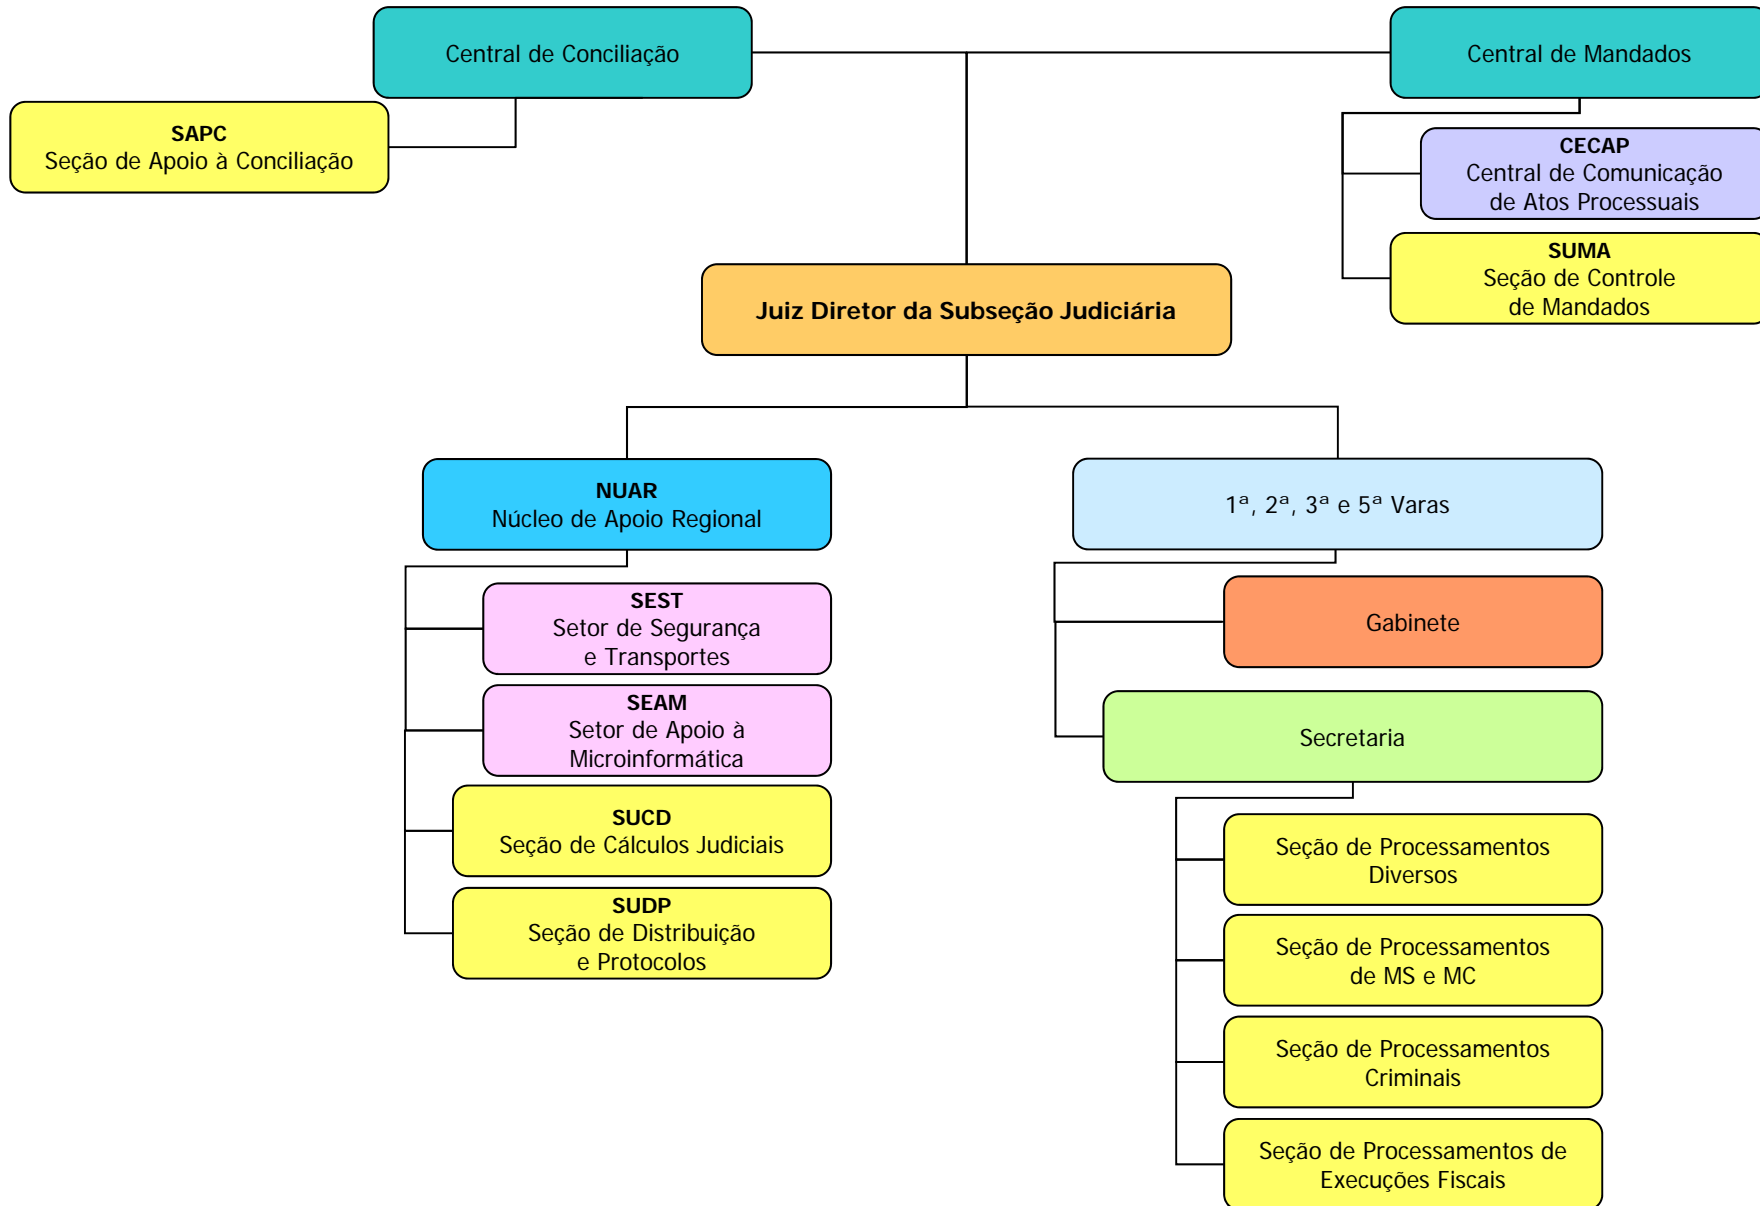 Central de Conciliação
Central de Mandados
SAPC
Seção de Apoio à Conciliação
CECAP
Central de Comunicação
de Atos Processuais
SUMA
Seção de Controle
de Mandados
Juiz Diretor da Subseção Judiciária
NUAR
Núcleo de Apoio Regional
SEST
Setor de Segurança
e Transportes
SEAM
Setor de Apoio à
Microinformática
SUCD
Seção de Cálculos Judiciais
SUDP
Seção de Distribuição
e Protocolos
1ª, 2ª, 3ª e 5ª Varas
Gabinete
Secretaria
Seção de Processamentos
Diversos
Seção de Processamentos
de MS e MC
Seção de Processamentos
Criminais
Seção de Processamentos de
Execuções Fiscais